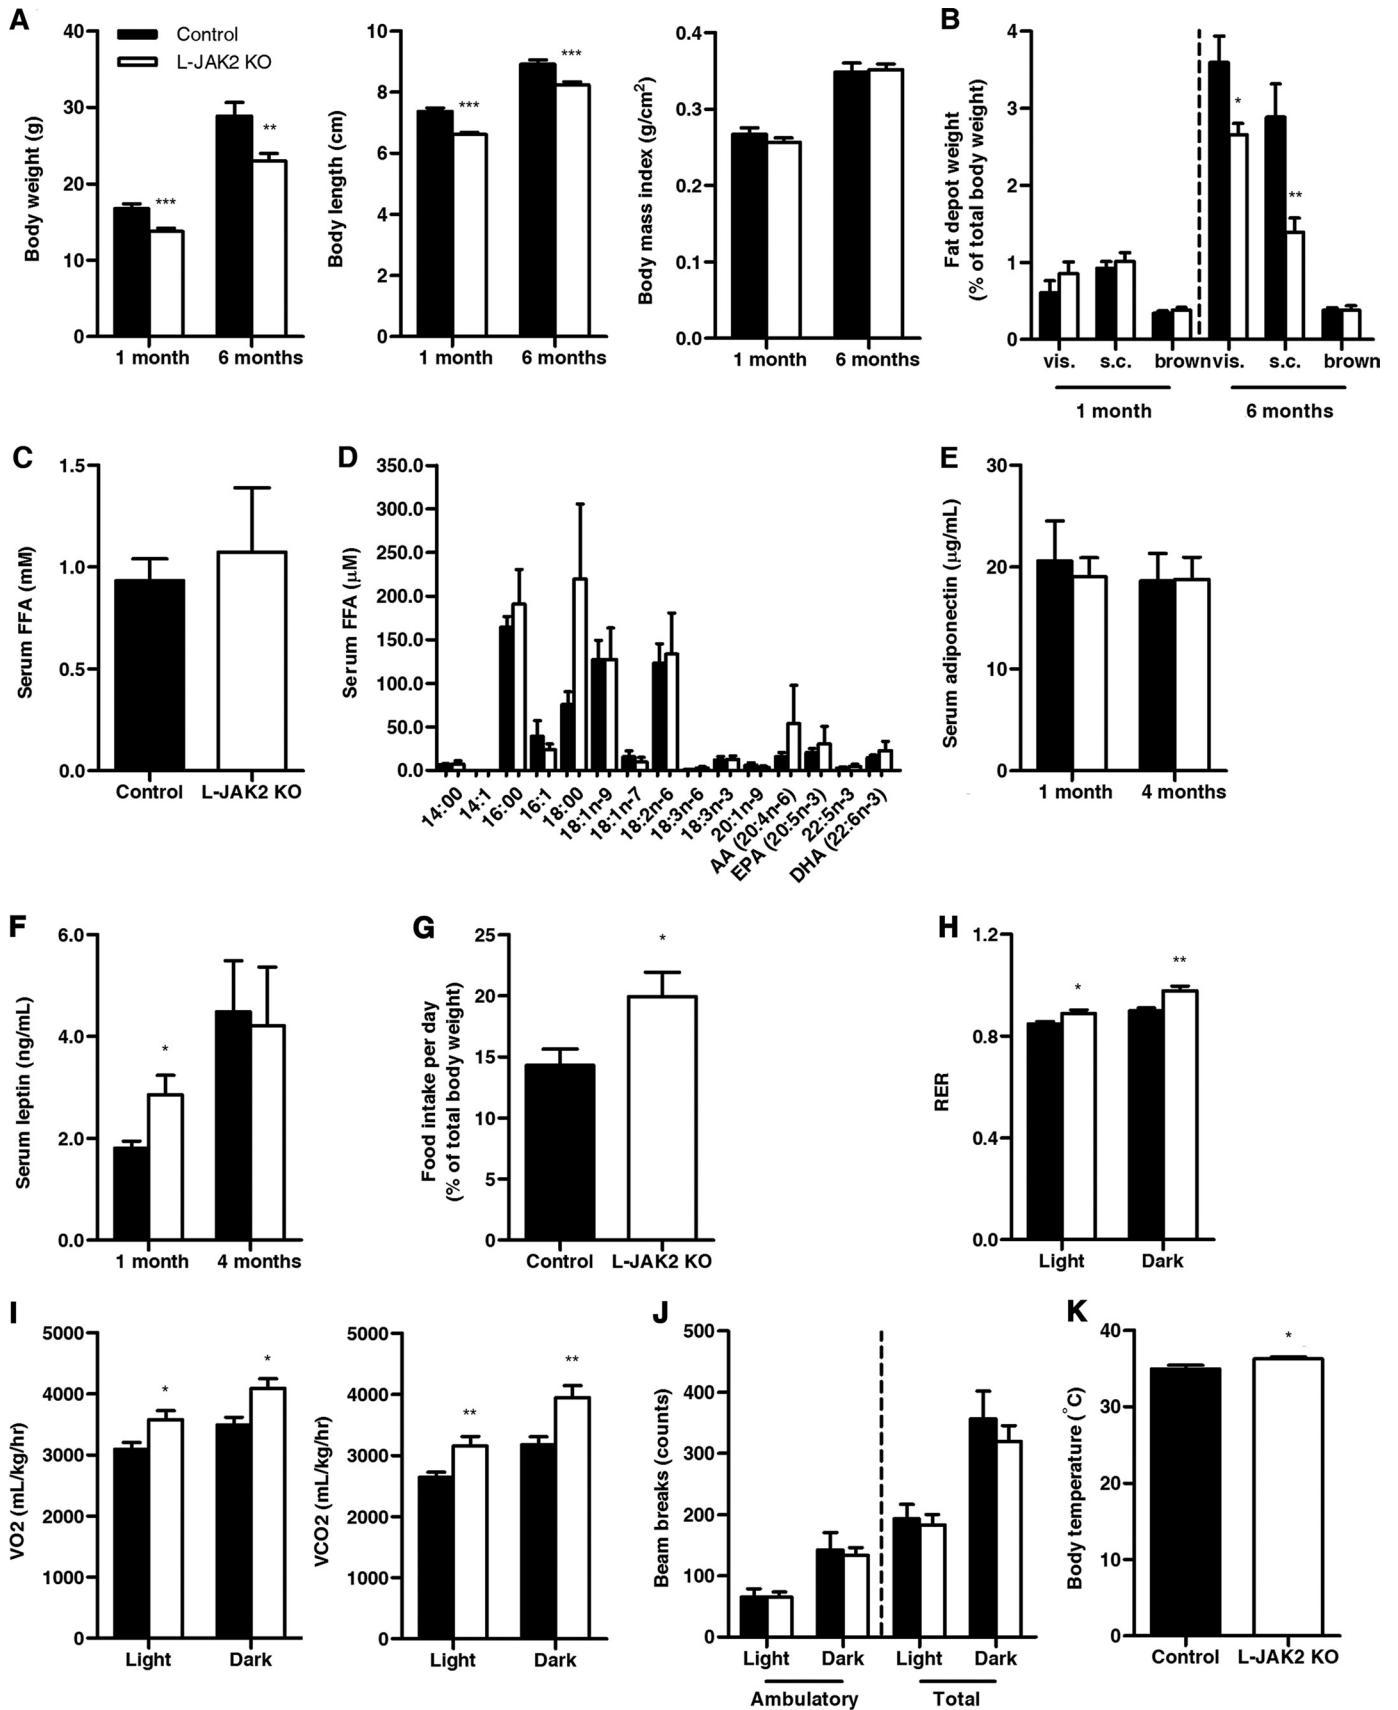 A
Body weight (g)
40
30
20
10
0
Control
L-JAK2 KO
***
**
1 month
6 months
Body length (cm)
10
8
6
4
2
0
***
***
1 month
6 months
Body mass index (g/cm2)
0.4
0.3
0.2
0.1
0.0
1 month
6 months
B
Fat depot weight
(% of total body weight)
4
3
2
1
0
*
**
vis.
s.c.
brown
vis.
s.c.
brown
1 month
6 months
C
Serum FFA (mM)
1.5
1.0
0.5
0.0
Control
L-JAK2 KO
D
Serum FFA (μM)
350.0
300.0
250.0
200.0
150.0
100.0
50.0
0.0
14:00
14:1
16:00
16:1
18:00
18:1n-9
18:1n-7
18:2n-6
18:3n-6
18:3n-3
20:1n-9
AA (20:4n-6)
EPA (20:5n-3)
22:5n-3
DHA (22:6n-3)
E
Serum adiponectin (μg/mL)
30
20
10
0
1 month
4 months
F
Serum leptin (ng/mL)
6.0
4.0
2.0
0.0
*
1 month
4 months
G
Food intake per day
(% of total body weight)
25
20
15
10
5
0
*
Control
L-JAK2 KO
H
RER
1.2
0.8
0.4
0.0
*
**
Light
Dark
I
VO2 (mL/kg/hr)
5000
4000
3000
2000
1000
0
*
*
Light
Dark
VCO2 (mL/kg/hr)
5000
4000
3000
2000
1000
0
**
**
Light
Dark
J
Beam breaks (counts)
500
400
300
200
100
0
Light
Dark
Light
Dark
Ambulatory
Total
K
Body temperature (°C)
40
30
20
10
0
*
Control
L-JAK2 KO